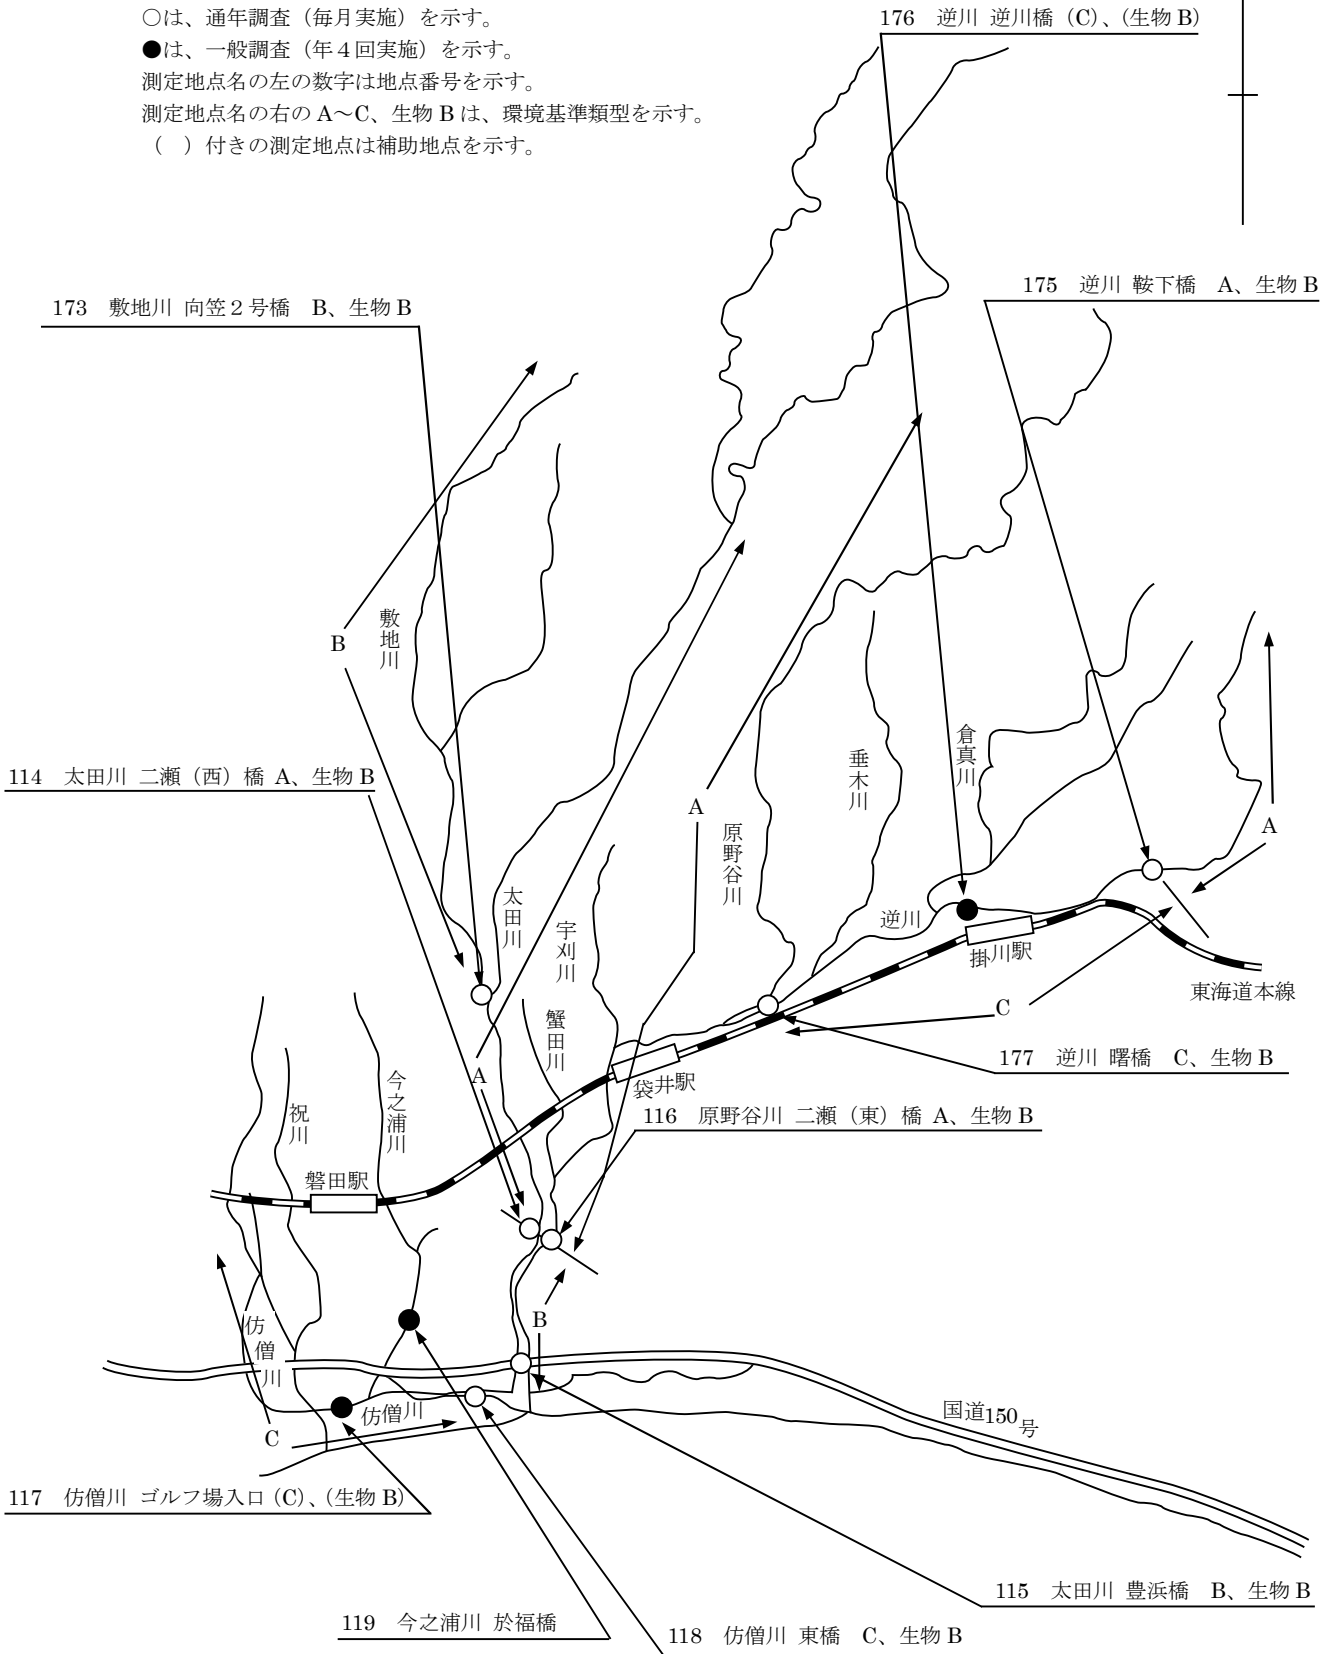 ○は、通年調査（毎月実施）を示す。
●は、一般調査（年４回実施）を示す。
測定地点名の左の数字は地点番号を示す。
測定地点名の右の A～C、生物 B は、環境基準類型を示す。
（　）付きの測定地点は補助地点を示す。
176　逆川 逆川橋（C）、（生物 B）
175　逆川 鞍下橋　A、生物 B
173　敷地川 向笠２号橋　B、生物 B
B
敷地川
114　太田川 二瀬（西）橋 A、生物 B
A
原野谷川
垂木川
倉真川
A
太田川
宇刈川
逆川
掛川駅
東海道本線
C
蟹田川
177　逆川 曙橋　C、生物 B
A
袋井駅
116　原野谷川 二瀬（東）橋 A、生物 B
今之浦川
祝川
磐田駅
B
仿僧川
仿僧川
C
国道150号
117　仿僧川 ゴルフ場入口（C）、（生物 B）
115　太田川 豊浜橋　B、生物 B
119　今之浦川 於福橋
118　仿僧川 東橋　C、生物 B